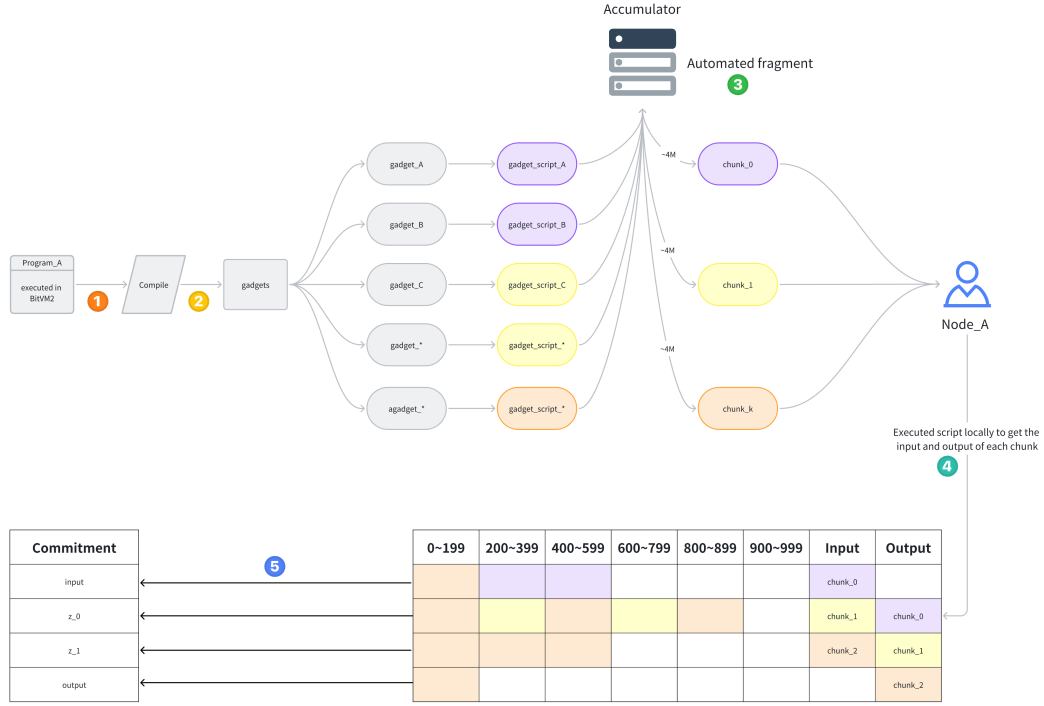 Accumulator
Automated fragment
3
gadget_A
gadget_script_A
~4M
chunk_0
gadget_B
gadget_script_B
~4M
Program_A
executed in
BitVM2
1
Compile
2
gadgets
gadget_C
gadget_script_C
chunk_1
Node_A
gadget_*
gadget_script_*
~4M
agadget_*
gadget_script_*
chunk_k
Executed script locally to get the
input and output of each chunk
4
Commitment
5
0~199 200~399 400~599 600~799 800~899 900~999 Input Output
input
chunk_0
z_0
chunk_1 chunk_0
z_1
chunk_2 chunk_1
output
chunk_2